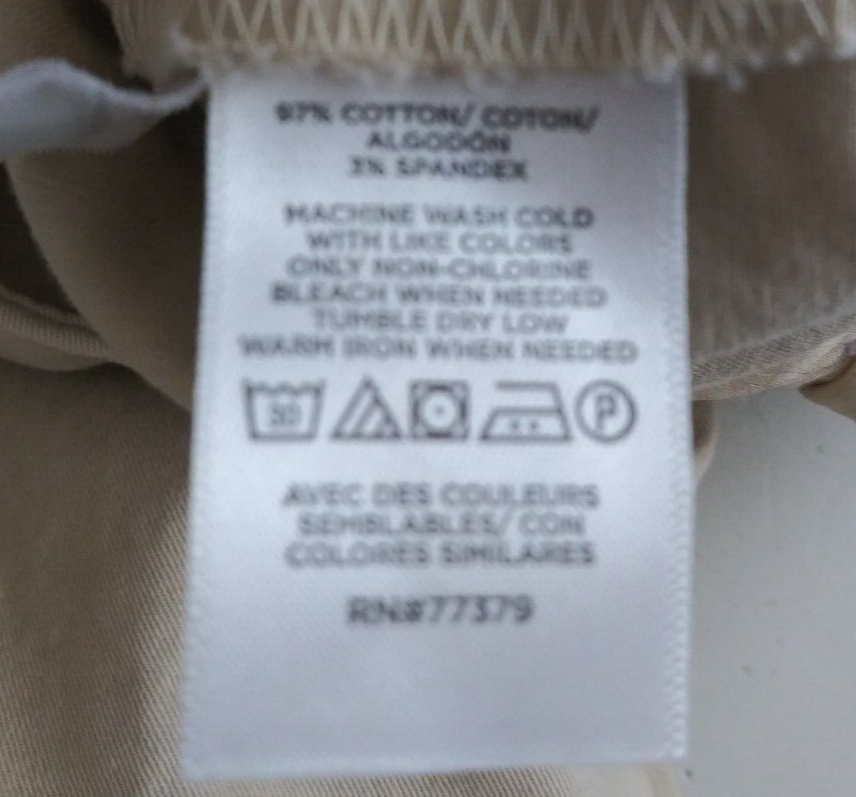 97% COTTON/ COTON/
ALGODÓN
3% SPANDEX
MACHINE WASH COLD
WITH LIKE COLORS
ONLY NON-CHLORINE
BLEACH WHEN NEEDED
TUMBLE DRY LOW
WARM IRON WHEN NEEDED
30 P
AVEC DES COULEURS
SEMBLABLES/ CON
COLORES SIMILARES
RN#77379